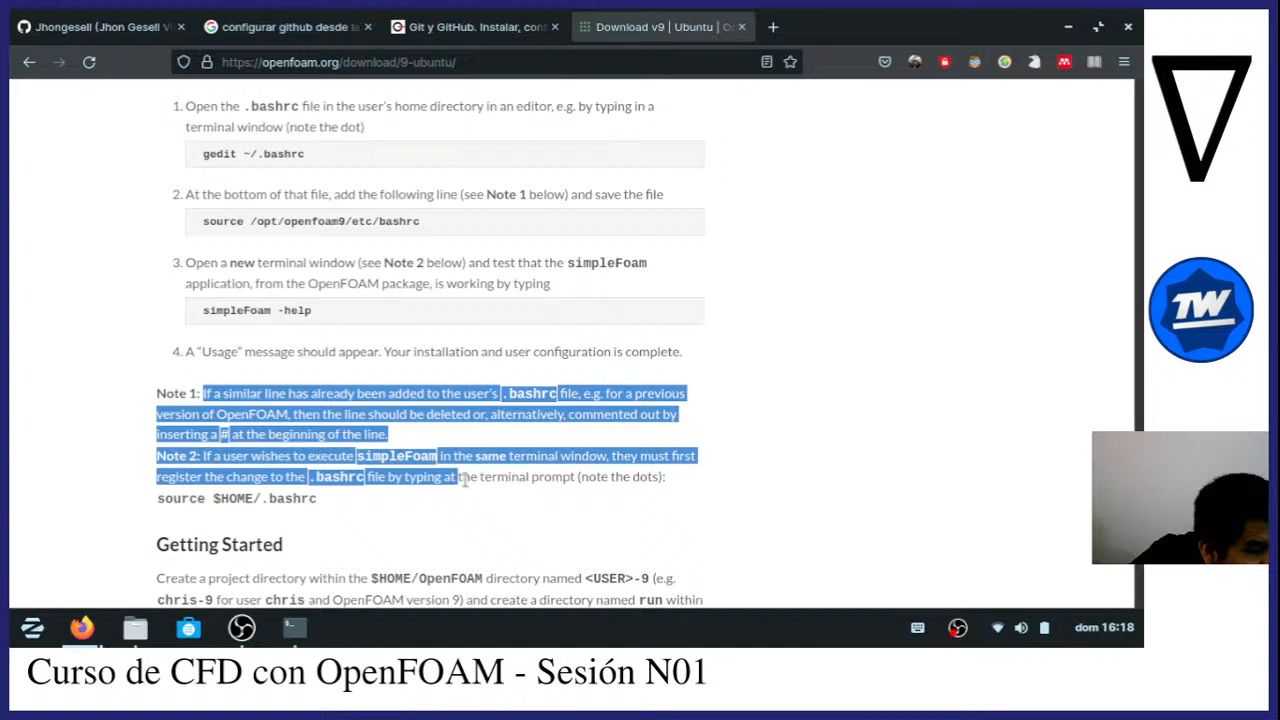 Jhongesell (Jhon Gesell Vi
configurar github desde la
Git y GitHub. Instalar, conf
Download v9 | Ubuntu | O
https://openfoam.org/download/9-ubuntu/
1. Open the .bashrc file in the user's home directory in an editor, e.g. by typing in a
terminal window (note the dot)
gedit ~/.bashrc
2. At the bottom of that file, add the following line (see Note 1 below) and save the file
source /opt/openfoam9/etc/bashrc
3. Open a new terminal window (see Note 2 below) and test that the simpleFoam
application, from the OpenFOAM package, is working by typing
simpleFoam -help
4. A “Usage” message should appear. Your installation and user configuration is complete.
Note 1: If a similar line has already been added to the user's .bashrc file, e.g. for a previous
version of OpenFOAM, then the line should be deleted or, alternatively, commented out by
inserting a # at the beginning of the line.
Note 2: If a user wishes to execute simpleFoam in the same terminal window, they must first
register the change to the .bashrc file by typing at the terminal prompt (note the dots):
source $HOME/.bashrc
Getting Started
Create a project directory within the $HOME/OpenFOAM directory named <USER>-9 (e.g.
chris-9 for user chris and OpenFOAM version 9) and create a directory named run within
dom 16:18
TW
Curso de CFD con OpenFOAM - Sesión N01